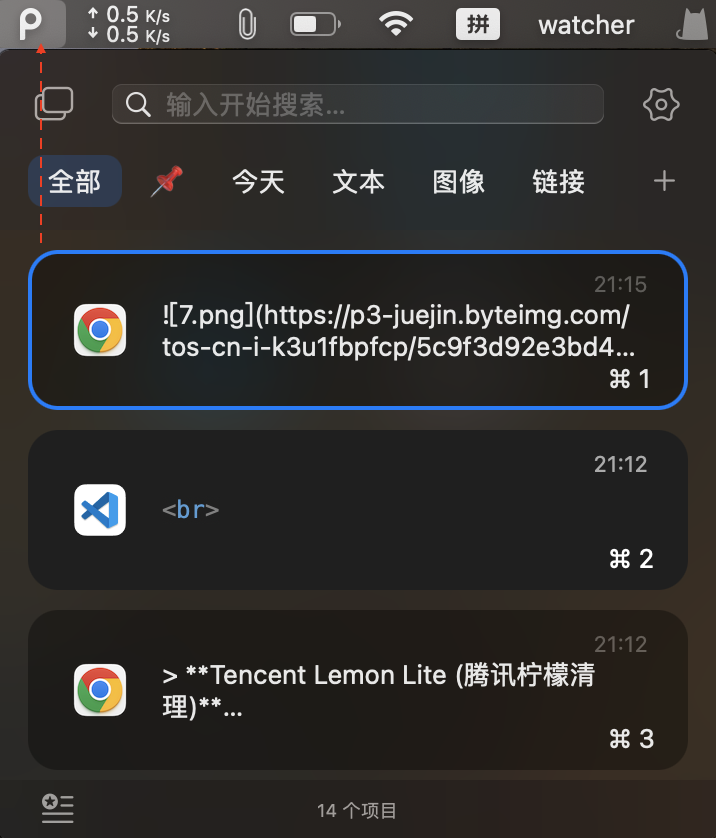 ↑ 0.5 K/s
↓ 0.5 K/s
拼
watcher
输入开始搜索...
全部 今天 文本 图像 链接 +
21:15
![7.png](https://p3-juejin.byteimg.com/
tos-cn-i-k3u1fbpfcp/5c9f3d92e3bd4...
⌘ 1
21:12
<br>
⌘ 2
21:12
> **Tencent Lemon Lite (腾讯柠檬清
理)**...
⌘ 3
14 个项目